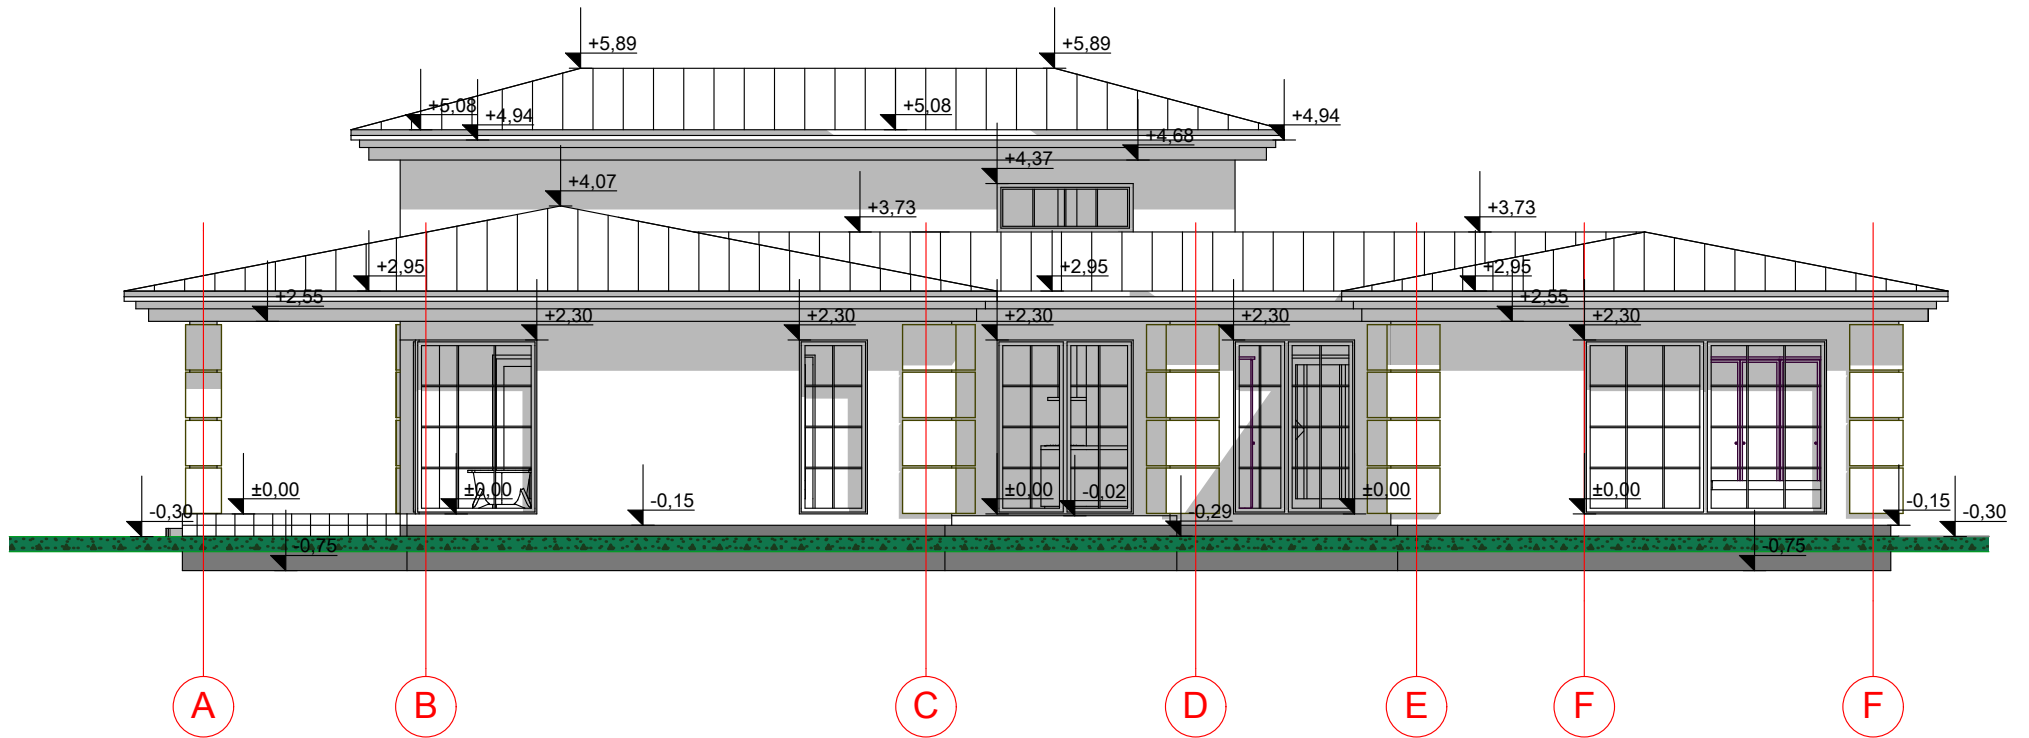 +5,89 +5,89
+5,08 +4,94 +5,08 +4,94
+4,68
+4,37
+4,07
+3,73 +3,73
+2,95 +2,95 +2,95
+2,55 +2,55
+2,30 +2,30 +2,30 +2,30 +2,30
±0,00 ±0,00 ±0,00 ±0,00 ±0,00
-0,15 -0,02 -0,15
-0,30 -0,29 -0,30
-0,75 -0,75
A B C D E F F